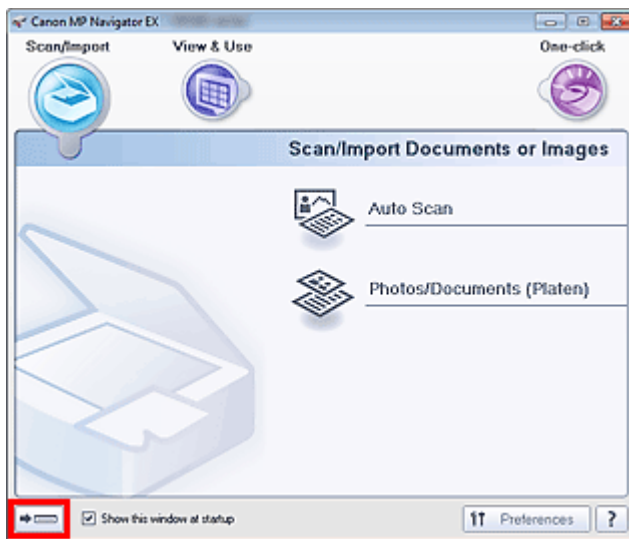 Canon MP Navigator EX
Scan/Import
View & Use
One-click
Scan/Import Documents or Images
Auto Scan
Photos/Documents (Platen)
Show this window at startup
Preferences
?